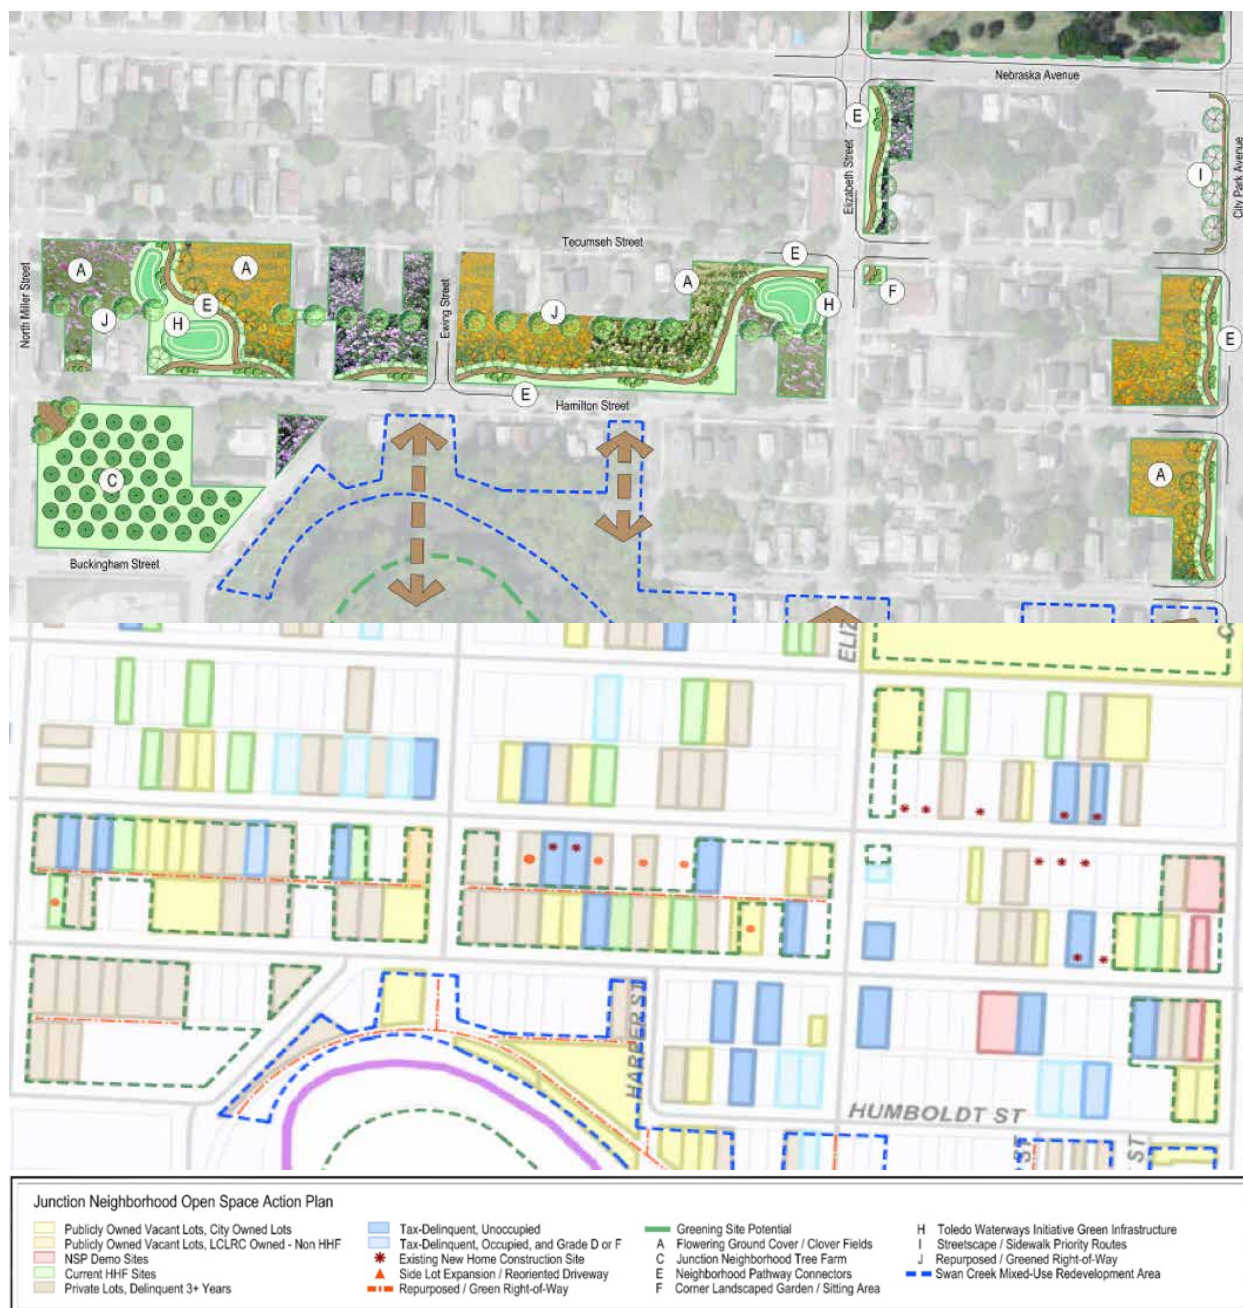 Nebraska Avenue
E
Elizabeth Street
I
City Park Avenue
Tecumseh Street
North Miller Street
A
A
E
J
H
Ewing Street
J
A
E
H
F
E
E
Hamilton Street
C
A
Buckingham Street
ELIZ
C
HARPER ST
HUMBOLDT ST
ST
ST
Junction Neighborhood Open Space Action Plan
Publicly Owned Vacant Lots, City Owned Lots
Publicly Owned Vacant Lots, LCLRC Owned - Non HHF
NSP Demo Sites
Current HHF Sites
Private Lots, Delinquent 3+ Years
Tax-Delinquent, Unoccupied
Tax-Delinquent, Occupied, and Grade D or F
Existing New Home Construction Site
Side Lot Expansion / Reoriented Driveway
Repurposed / Green Right-of-Way
Greening Site Potential
A Flowering Ground Cover / Clover Fields
C Junction Neighborhood Tree Farm
E Neighborhood Pathway Connectors
F Corner Landscaped Garden / Sitting Area
H Toledo Waterways Initiative Green Infrastructure
I Streetscape / Sidewalk Priority Routes
J Repurposed / Greened Right-of-Way
Swan Creek Mixed-Use Redevelopment Area